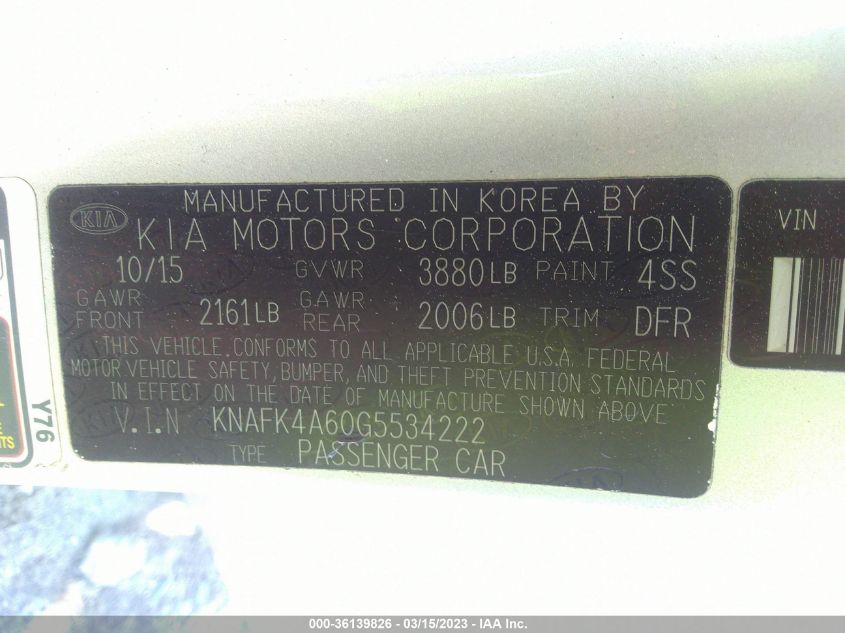 MANUFACTURED IN KOREA BY
KIA
KIA MOTORS CORPORATION
10/15 GVWR 3880LB PAINT 4SS
GAWR FRONT 2161LB GAWR REAR 2006LB TRIM DFR
THIS VEHICLE CONFORMS TO ALL APPLICABLE U.S.A. FEDERAL
MOTOR VEHICLE SAFETY, BUMPER, AND THEFT PREVENTION STANDARDS
IN EFFECT ON THE DATE OF MANUFACTURE SHOWN ABOVE
V.I.N KNAFK4A60G5534222
TYPE PASSENGER CAR
VIN
Y76
000-36139826 - 03/15/2023 - IAA Inc.